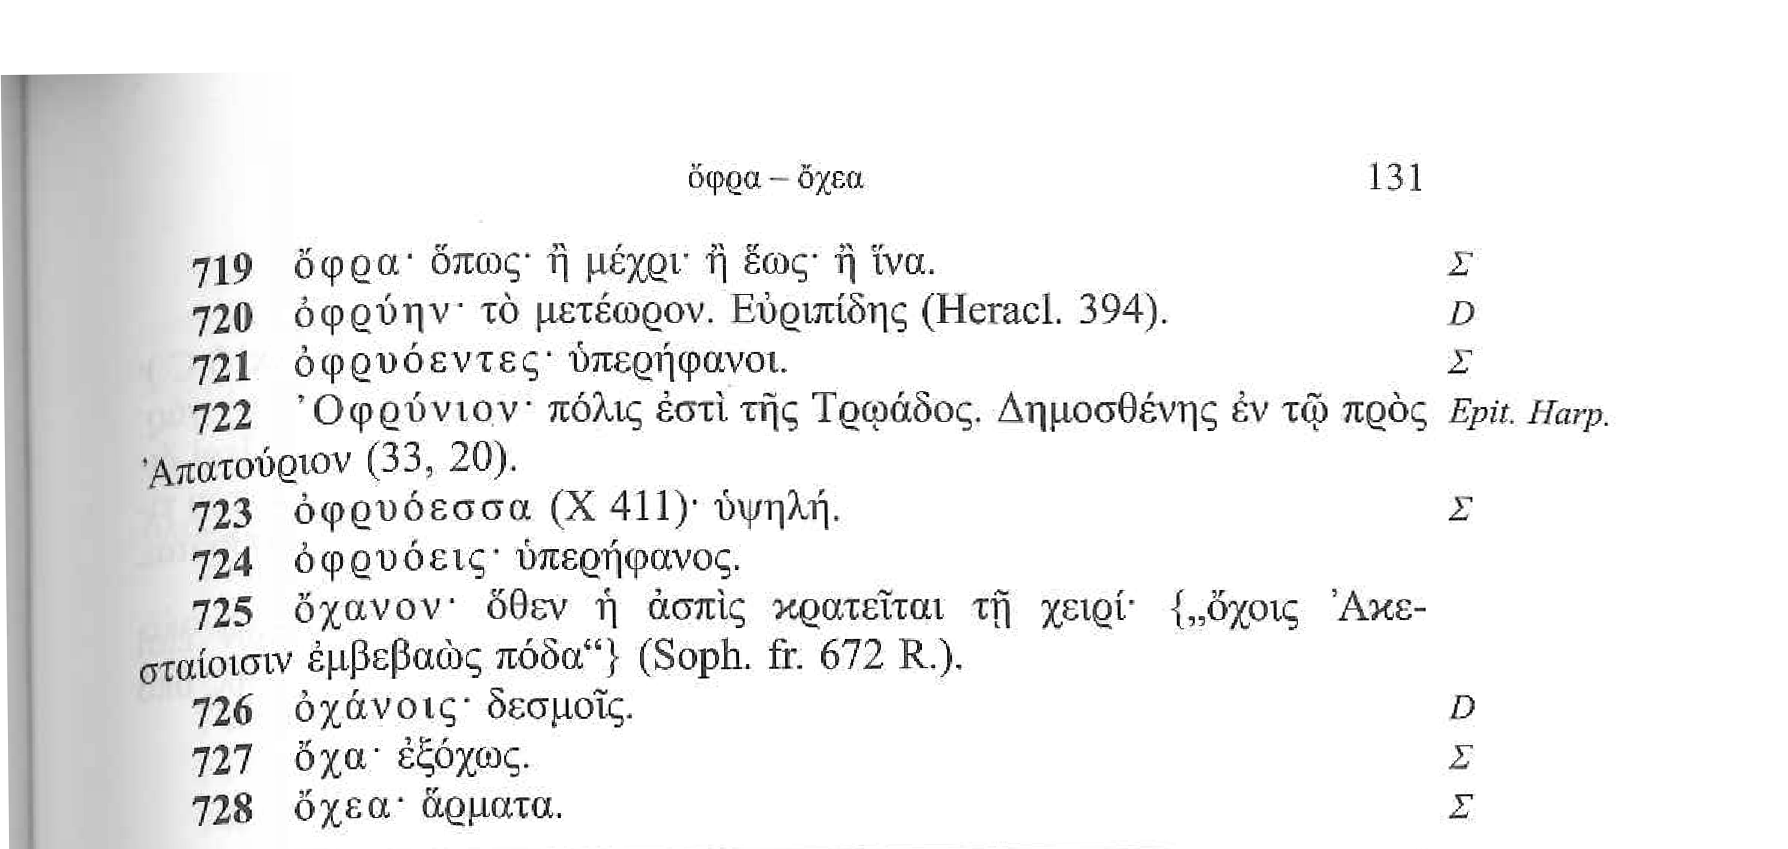 ὄφρα – ὄχεα 131
719 ὄφρα· ὅπως· ἢ μέχρι· ἢ ἕως· ἢ ἵνα. Σ
720 ὀφρύην· τὸ μετέωρον. Εὐριπίδης (Heracl. 394). D
721 ὀφρυόεντες· ὑπερήφανοι. Σ
722 Ὀφρύνιον· πόλις ἐστὶ τῆς Τρῳάδος. Δημοσθένης ἐν τῷ πρὸς Epit. Harp.
Ἀπατούριον (33, 20).
723 ὀφρυόεσσα (Χ 411)· ὑψηλή. Σ
724 ὀφρυόεις· ὑπερήφανος.
725 ὄχανον· ὅθεν ἡ ἀσπὶς κρατεῖται τῇ χειρί· {„ὄχοις Ἀκε-
σταίοισιν ἐμβεβαὼς πόδα“} (Soph. fr. 672 R.).
726 ὀχάνοις· δεσμοῖς. D
727 ὄχα· ἐξόχως. Σ
728 ὄχεα· ἅρματα. Σ